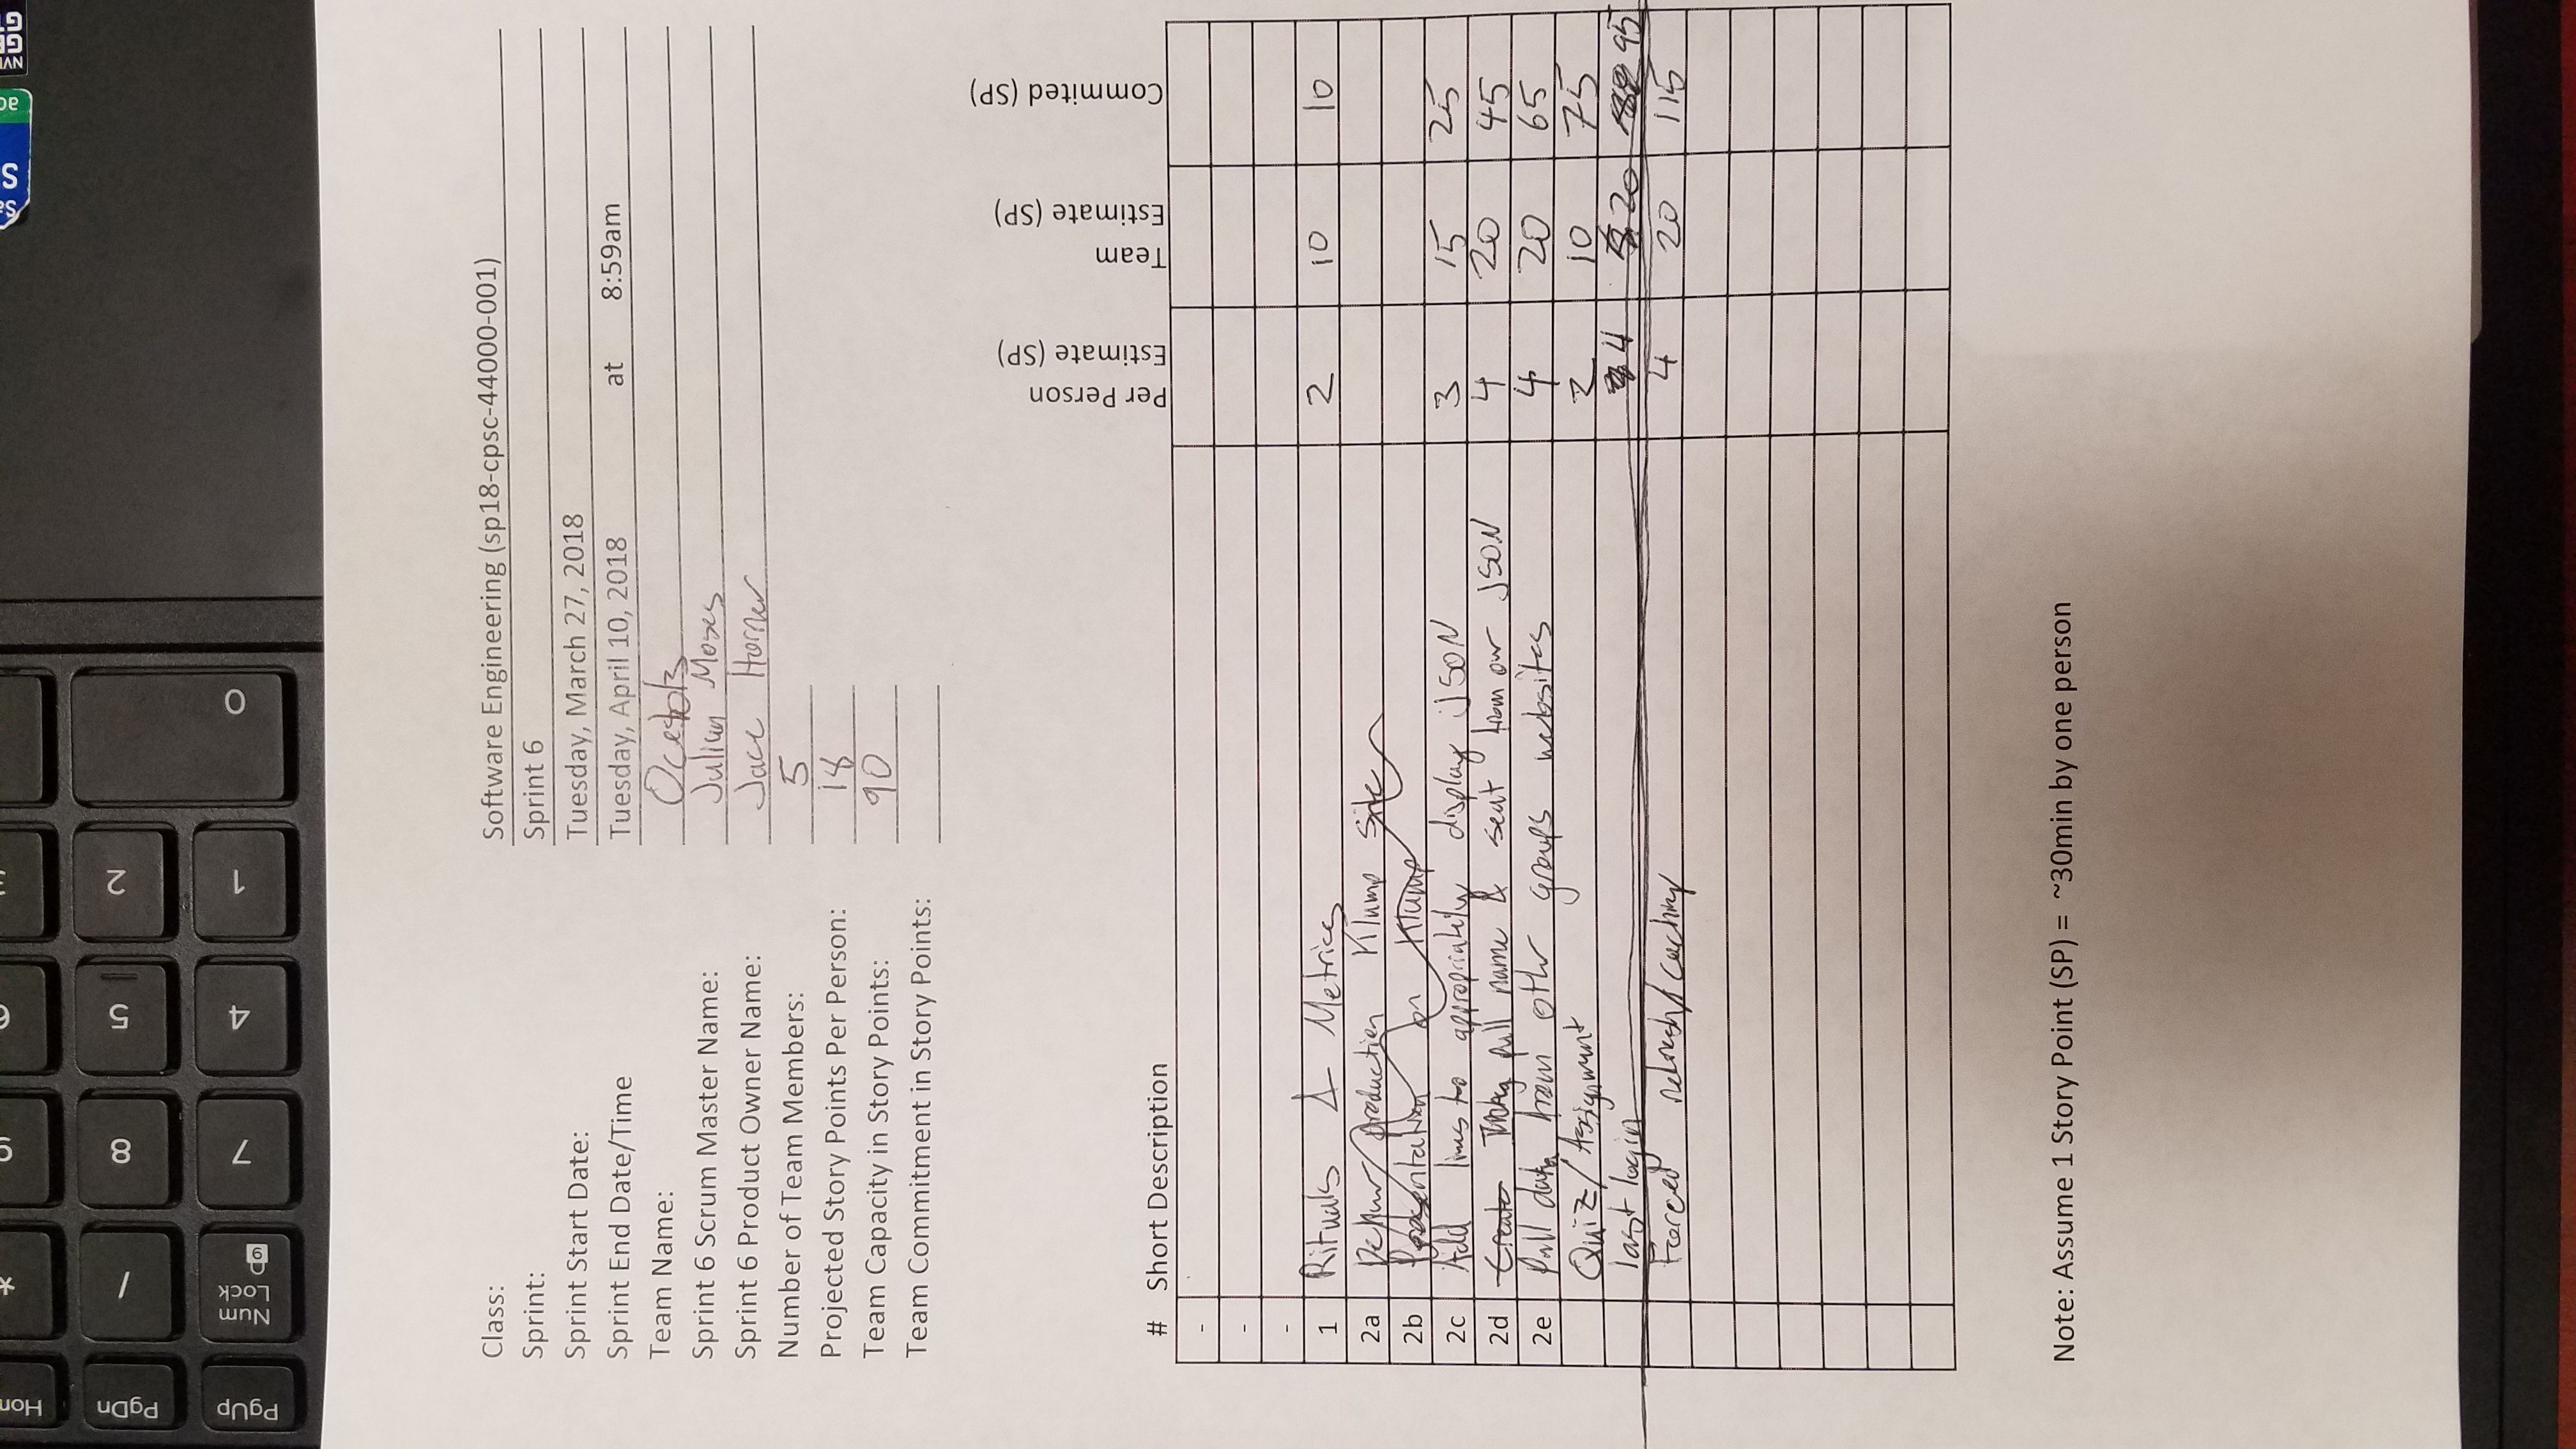 Hom * 9 6 3
PgDn / 8 5 2
PgUp Num Lock 7 4 1 0
Class: Software Engineering (sp18-cpsc-44000-001)
Sprint: Sprint 6
Sprint Start Date: Tuesday, March 27, 2018
Sprint End Date/Time Tuesday, April 10, 2018 at 8:59am
Team Name: Ocelots
Sprint 6 Scrum Master Name: Julian Moses
Sprint 6 Product Owner Name: Jace Horner
Number of Team Members: 5
Projected Story Points Per Person: 18
Team Capacity in Story Points: 90
Team Commitment in Story Points:
# Short Description Per Person Estimate (SP) Team Estimate (SP) Commited (SP)
-
-
-
1 Rituals & Metrics 2 10 10
2a production Klump Site
2b Presentation on Klump
2c Add lines to appropriately display JSON 3 15 25
2d Create pull name & seat from our JSON 4 20 45
2e Pull data from other groups websites 4 20 65
Quiz/Assignment 2 10 75
last login 4 20 95
Forced refresh/caching 4 20 115
Note: Assume 1 Story Point (SP) = ~30min by one person